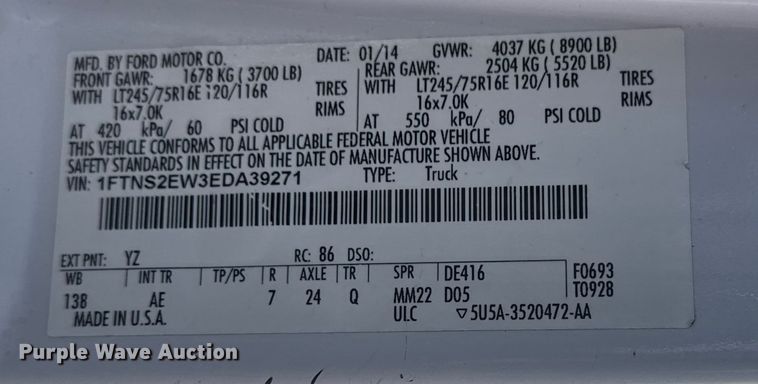 MFD. BY FORD MOTOR CO. DATE: 01/14 GVWR: 4037 KG (8900 LB)
FRONT GAWR: 1678 KG (3700 LB) REAR GAWR: 2504 KG (5520 LB)
WITH LT245/75R16E 120/116R TIRES WITH LT245/75R16E 120/116R TIRES
16x7.0K RIMS 16x7.0K RIMS
AT 420 kPa/ 60 PSI COLD AT 550 kPa/ 80 PSI COLD
THIS VEHICLE CONFORMS TO ALL APPLICABLE FEDERAL MOTOR VEHICLE
SAFETY STANDARDS IN EFFECT ON THE DATE OF MANUFACTURE SHOWN ABOVE.
VIN: 1FTNS2EW3EDA39271 TYPE: Truck
EXT PNT: YZ RC: 86 DSO:
WB INT TR TP/PS R AXLE TR SPR DE416 F0693
138 AE 7 24 Q MM22 D05 T0928
MADE IN U.S.A. ULC ▽5U5A-3520472-AA
Purple Wave Auction